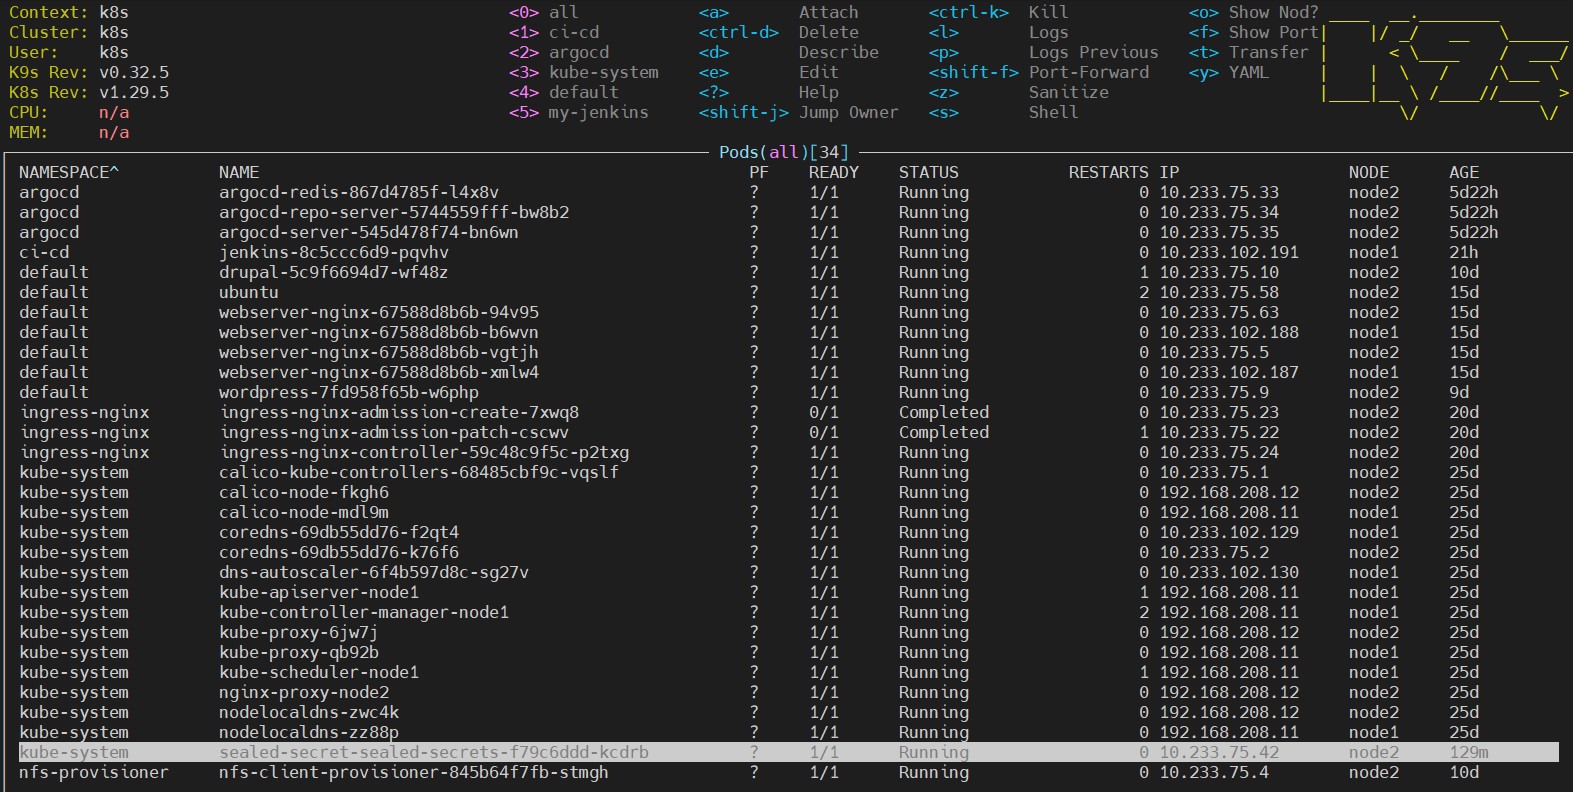 Context: k8s <0> all <a> Attach <ctrl-k> Kill <o> Show Nod?
Cluster: k8s <1> ci-cd <ctrl-d> Delete <l> Logs <f> Show Port
User: k8s <2> argocd <d> Describe <p> Logs Previous <t> Transfer
K9s Rev: v0.32.5 <3> kube-system <e> Edit <shift-f> Port-Forward <y> YAML
K8s Rev: v1.29.5 <4> default <?> Help <z> Sanitize
CPU: n/a <5> my-jenkins <shift-j> Jump Owner <s> Shell
MEM: n/a
Pods(all)[34]
NAMESPACE^ NAME PF READY STATUS RESTARTS IP NODE AGE
argocd argocd-redis-867d4785f-l4x8v ? 1/1 Running 0 10.233.75.33 node2 5d22h
argocd argocd-repo-server-5744559fff-bw8b2 ? 1/1 Running 0 10.233.75.34 node2 5d22h
argocd argocd-server-545d478f74-bn6wn ? 1/1 Running 0 10.233.75.35 node2 5d22h
ci-cd jenkins-8c5ccc6d9-pqvhv ? 1/1 Running 0 10.233.102.191 node1 21h
default drupal-5c9f6694d7-wf48z ? 1/1 Running 1 10.233.75.10 node2 10d
default ubuntu ? 1/1 Running 2 10.233.75.58 node2 15d
default webserver-nginx-67588d8b6b-94v95 ? 1/1 Running 0 10.233.75.63 node2 15d
default webserver-nginx-67588d8b6b-b6wvn ? 1/1 Running 0 10.233.102.188 node1 15d
default webserver-nginx-67588d8b6b-vgtjh ? 1/1 Running 0 10.233.75.5 node2 15d
default webserver-nginx-67588d8b6b-xmlw4 ? 1/1 Running 0 10.233.102.187 node1 15d
default wordpress-7fd958f65b-w6php ? 1/1 Running 0 10.233.75.9 node2 9d
ingress-nginx ingress-nginx-admission-create-7xwq8 ? 0/1 Completed 0 10.233.75.23 node2 20d
ingress-nginx ingress-nginx-admission-patch-cscwv ? 0/1 Completed 1 10.233.75.22 node2 20d
ingress-nginx ingress-nginx-controller-59c48c9f5c-p2txg ? 1/1 Running 0 10.233.75.24 node2 20d
kube-system calico-kube-controllers-68485cbf9c-vqslf ? 1/1 Running 0 10.233.75.1 node2 25d
kube-system calico-node-fkgh6 ? 1/1 Running 0 192.168.208.12 node2 25d
kube-system calico-node-mdl9m ? 1/1 Running 0 192.168.208.11 node1 25d
kube-system coredns-69db55dd76-f2qt4 ? 1/1 Running 0 10.233.102.129 node1 25d
kube-system coredns-69db55dd76-k76f6 ? 1/1 Running 0 10.233.75.2 node2 25d
kube-system dns-autoscaler-6f4b597d8c-sg27v ? 1/1 Running 0 10.233.102.130 node1 25d
kube-system kube-apiserver-node1 ? 1/1 Running 1 192.168.208.11 node1 25d
kube-system kube-controller-manager-node1 ? 1/1 Running 2 192.168.208.11 node1 25d
kube-system kube-proxy-6jw7j ? 1/1 Running 0 192.168.208.12 node2 25d
kube-system kube-proxy-qb92b ? 1/1 Running 0 192.168.208.11 node1 25d
kube-system kube-scheduler-node1 ? 1/1 Running 1 192.168.208.11 node1 25d
kube-system nginx-proxy-node2 ? 1/1 Running 0 192.168.208.12 node2 25d
kube-system nodelocaldns-zwc4k ? 1/1 Running 0 192.168.208.12 node2 25d
kube-system nodelocaldns-zz88p ? 1/1 Running 0 192.168.208.11 node1 25d
kube-system sealed-secret-sealed-secrets-f79c6ddd-kcdrb ? 1/1 Running 0 10.233.75.42 node2 129m
nfs-provisioner nfs-client-provisioner-845b64f7fb-stmgh ? 1/1 Running 0 10.233.75.4 node2 10d